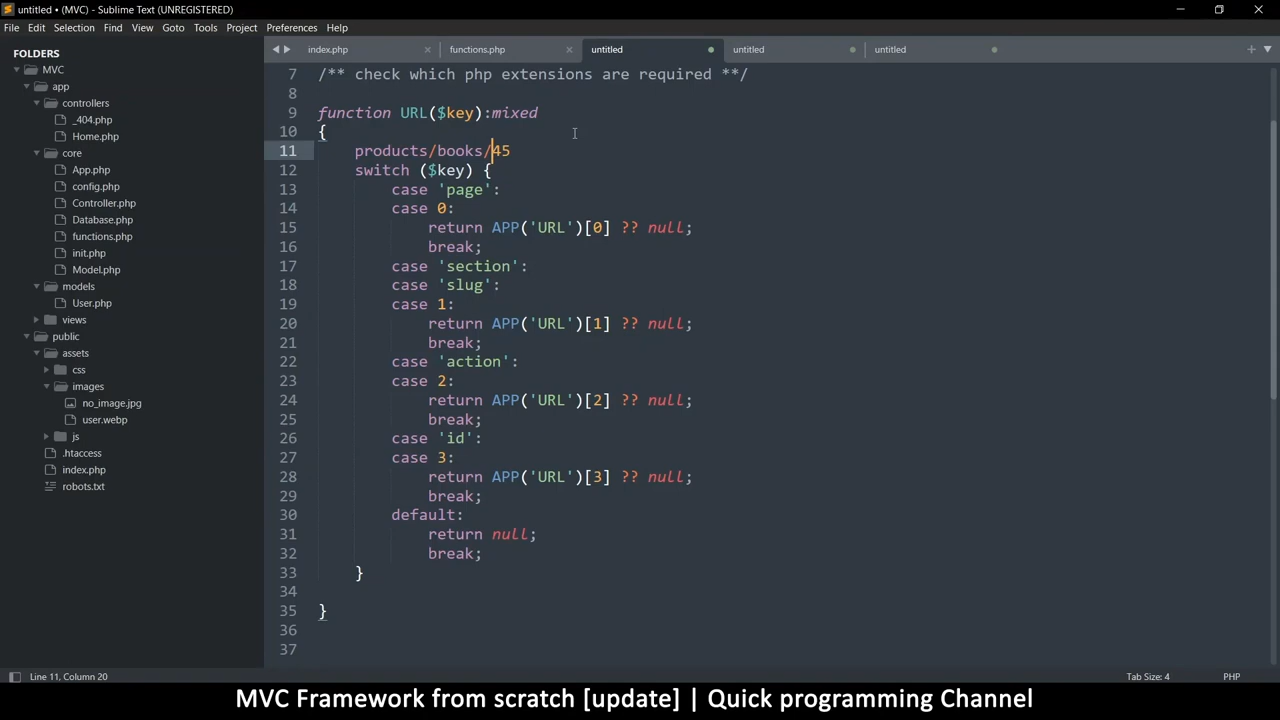 untitled • (MVC) - Sublime Text (UNREGISTERED)
File Edit Selection Find View Goto Tools Project Preferences Help
FOLDERS
MVC
app
controllers
_404.php
Home.php
core
App.php
config.php
Controller.php
Database.php
functions.php
init.php
Model.php
models
User.php
views
public
assets
css
images
no_image.jpg
user.webp
js
.htaccess
index.php
robots.txt
index.php functions.php untitled untitled untitled
7 /** check which php extensions are required **/
8
9 function URL($key):mixed
10 {
11 products/books/45
12 switch ($key) {
13 case 'page':
14 case 0:
15 return APP('URL')[0] ?? null;
16 break;
17 case 'section':
18 case 'slug':
19 case 1:
20 return APP('URL')[1] ?? null;
21 break;
22 case 'action':
23 case 2:
24 return APP('URL')[2] ?? null;
25 break;
26 case 'id':
27 case 3:
28 return APP('URL')[3] ?? null;
29 break;
30 default:
31 return null;
32 break;
33 }
34
35 }
36
37
Line 11, Column 20 Tab Size: 4 PHP
MVC Framework from scratch [update] | Quick programming Channel